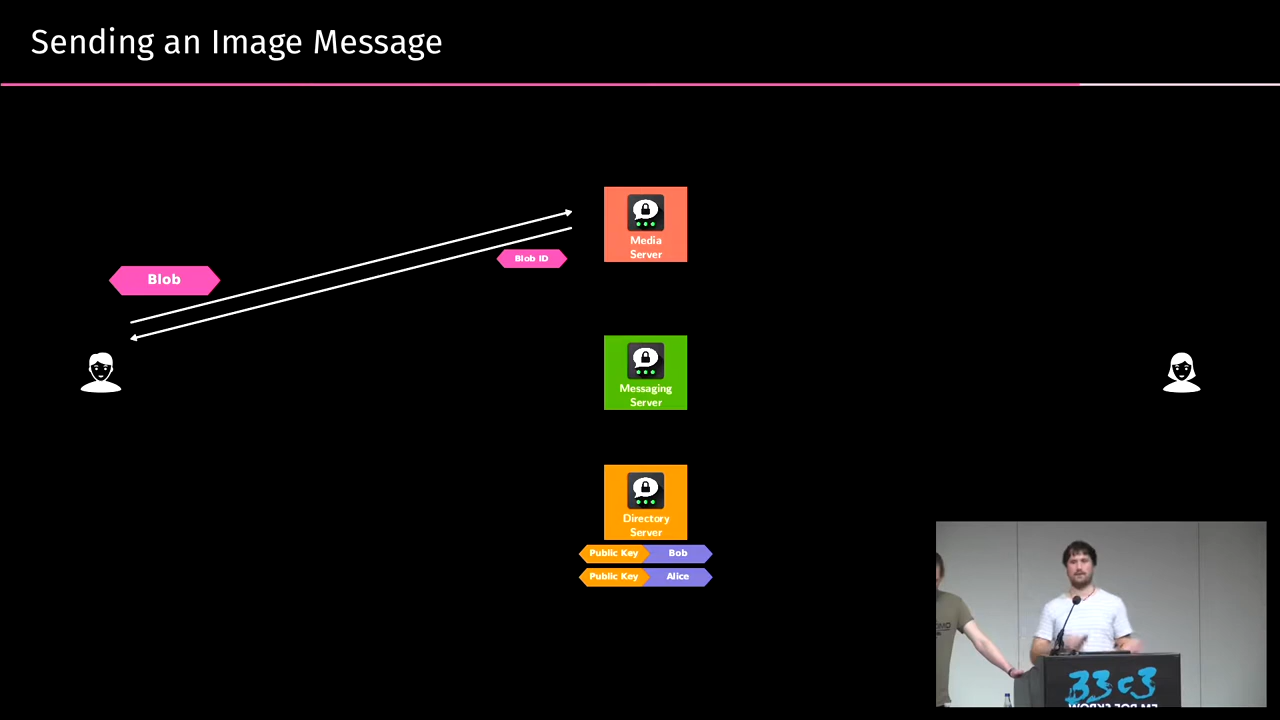 Sending an Image Message
Media
Server
Blob ID
Blob
Messaging
Server
Directory
Server
Public Key Bob
Public Key Alice
33c3